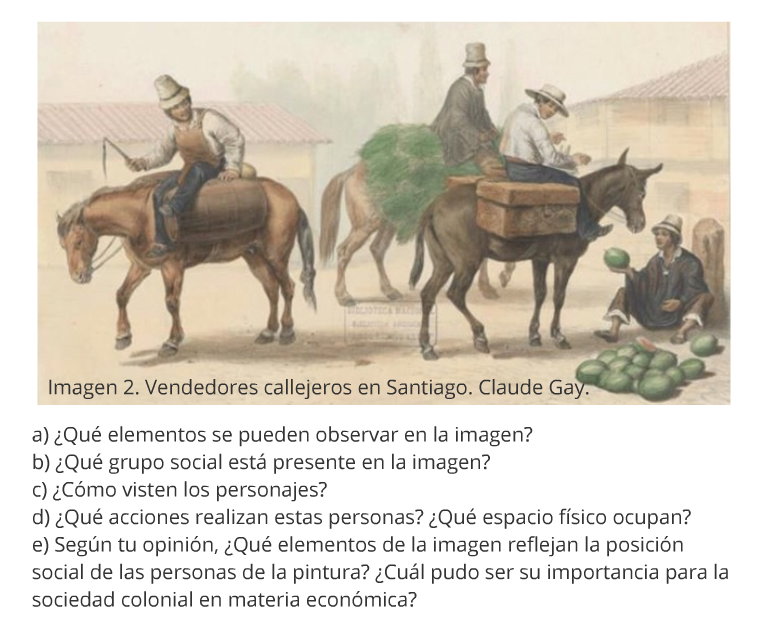 BIBLIOTECA NACIONAL
Imagen 2. Vendedores callejeros en Santiago. Claude Gay.
a) ¿Qué elementos se pueden observar en la imagen?
b) ¿Qué grupo social está presente en la imagen?
c) ¿Cómo visten los personajes?
d) ¿Qué acciones realizan estas personas? ¿Qué espacio físico ocupan?
e) Según tu opinión, ¿Qué elementos de la imagen reflejan la posición
social de las personas de la pintura? ¿Cuál pudo ser su importancia para la
sociedad colonial en materia económica?